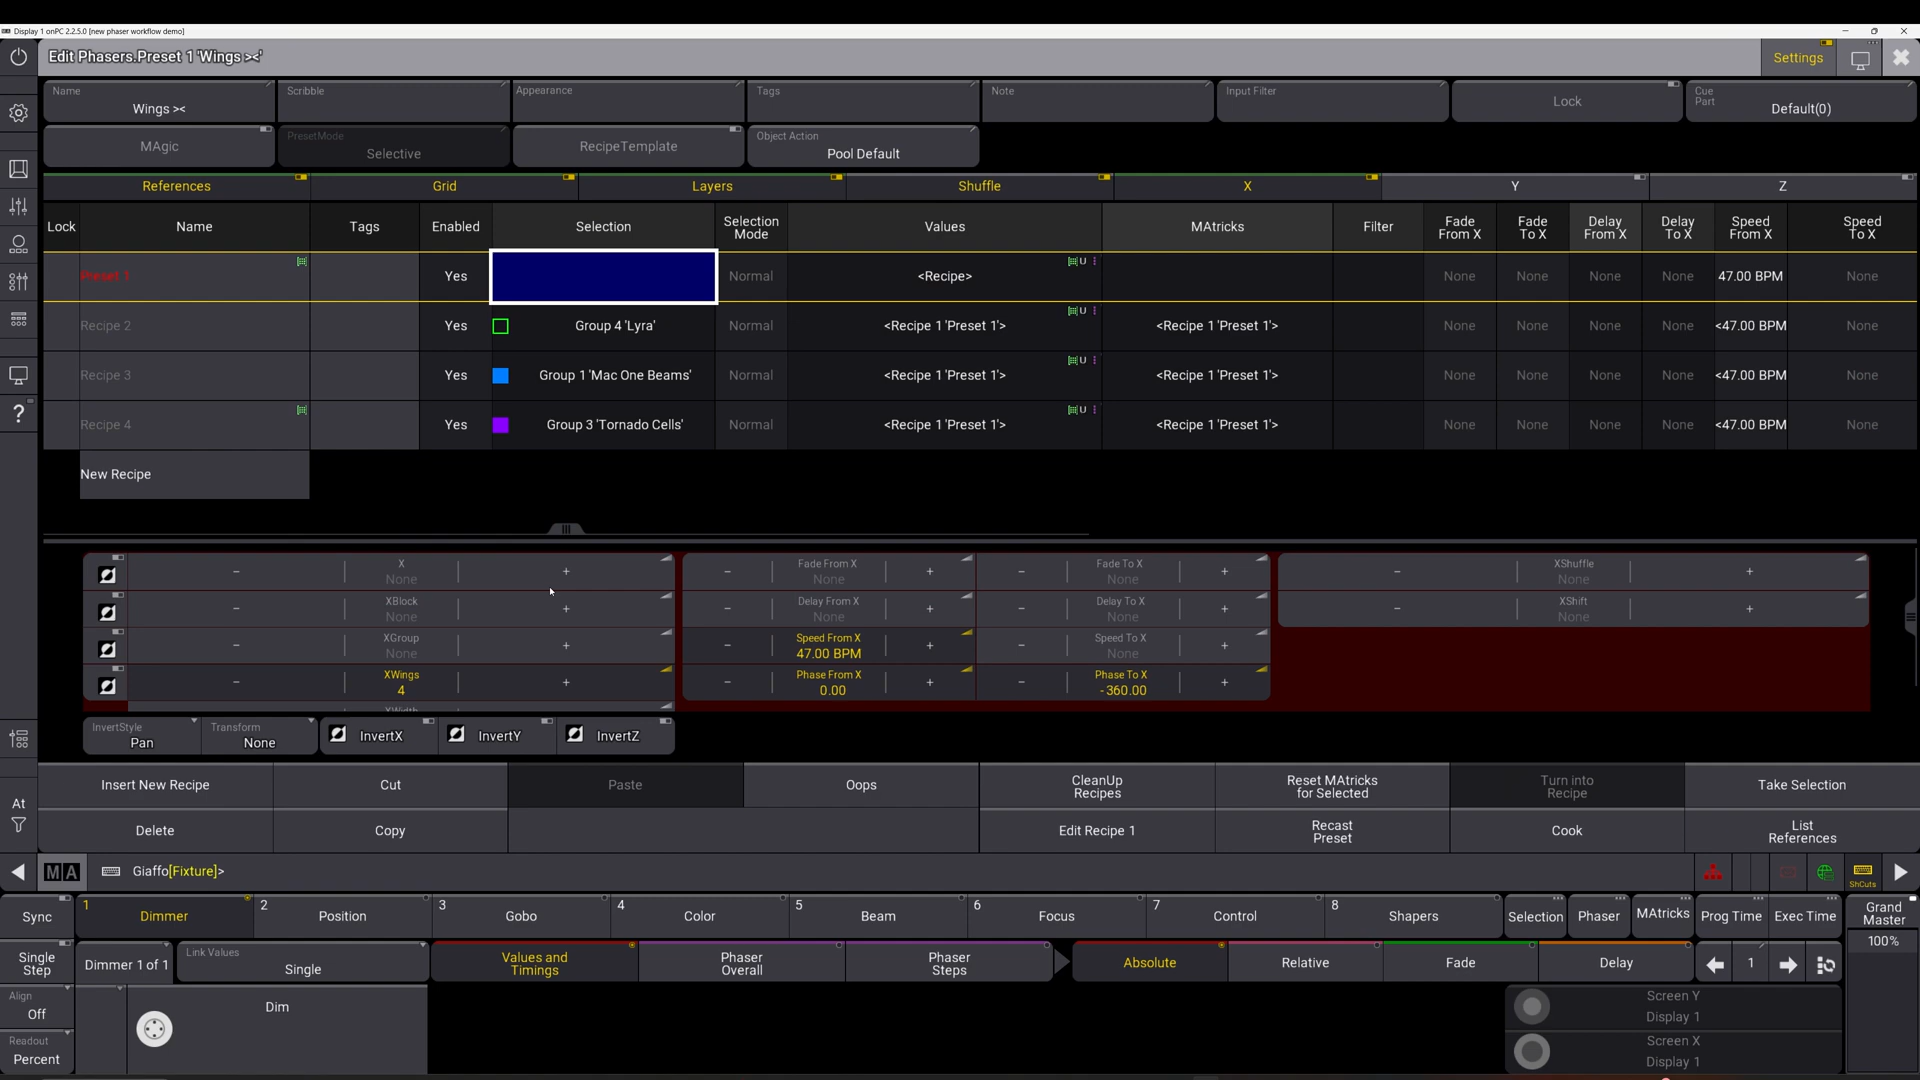 Display 1 onPC 2.2.5.0 [new phaser workflow demo]
Edit Phasers.Preset 1 'Wings ><'
Settings
Name
Wings ><
Scribble
Appearance
Tags
Note
Input Filter
Lock
Cue Part
Default(0)
MAgic
PresetMode
Selective
RecipeTemplate
Object Action
Pool Default
References Grid Layers Shuffle X Y Z
Lock Name Tags Enabled Selection Selection Mode Values MAtricks Filter Fade From X Fade To X Delay From X Delay To X Speed From X Speed To X
Preset 1 Yes Normal <Recipe> U None None None None 47.00 BPM None
Recipe 2 Yes Group 4 'Lyra' Normal <Recipe 1 'Preset 1'> U <Recipe 1 'Preset 1'> None None None None <47.00 BPM None
Recipe 3 Yes Group 1 'Mac One Beams' Normal <Recipe 1 'Preset 1'> U <Recipe 1 'Preset 1'> None None None None <47.00 BPM None
Recipe 4 Yes Group 3 'Tornado Cells' Normal <Recipe 1 'Preset 1'> U <Recipe 1 'Preset 1'> None None None None <47.00 BPM None
New Recipe
- X None + - Fade From X None + - Fade To X None + - XShuffle None +
- XBlock None + - Delay From X None + - Delay To X None + - XShift None +
- XGroup None + - Speed From X 47.00 BPM + - Speed To X None +
- XWings 4 + - Phase From X 0.00 + - Phase To X -360.00 +
XWidth
InvertStyle
Pan
Transform
None
InvertX InvertY InvertZ
Insert New Recipe Cut Paste Oops CleanUp Recipes Reset MAtricks for Selected Turn into Recipe Take Selection
Delete Copy Edit Recipe 1 Recast Preset Cook List References
At
MA Giaffo[Fixture]> ShCuts
Sync
1 Dimmer 2 Position 3 Gobo 4 Color 5 Beam 6 Focus 7 Control 8 Shapers Selection Phaser MAtricks Prog Time Exec Time
Grand Master
100%
Single Step
Dimmer 1 of 1
Link Values
Single
Values and Timings
Phaser Overall
Phaser Steps
Absolute Relative Fade Delay 1
Align
Off
Dim
Screen Y
Display 1
Readout
Percent
Screen X
Display 1